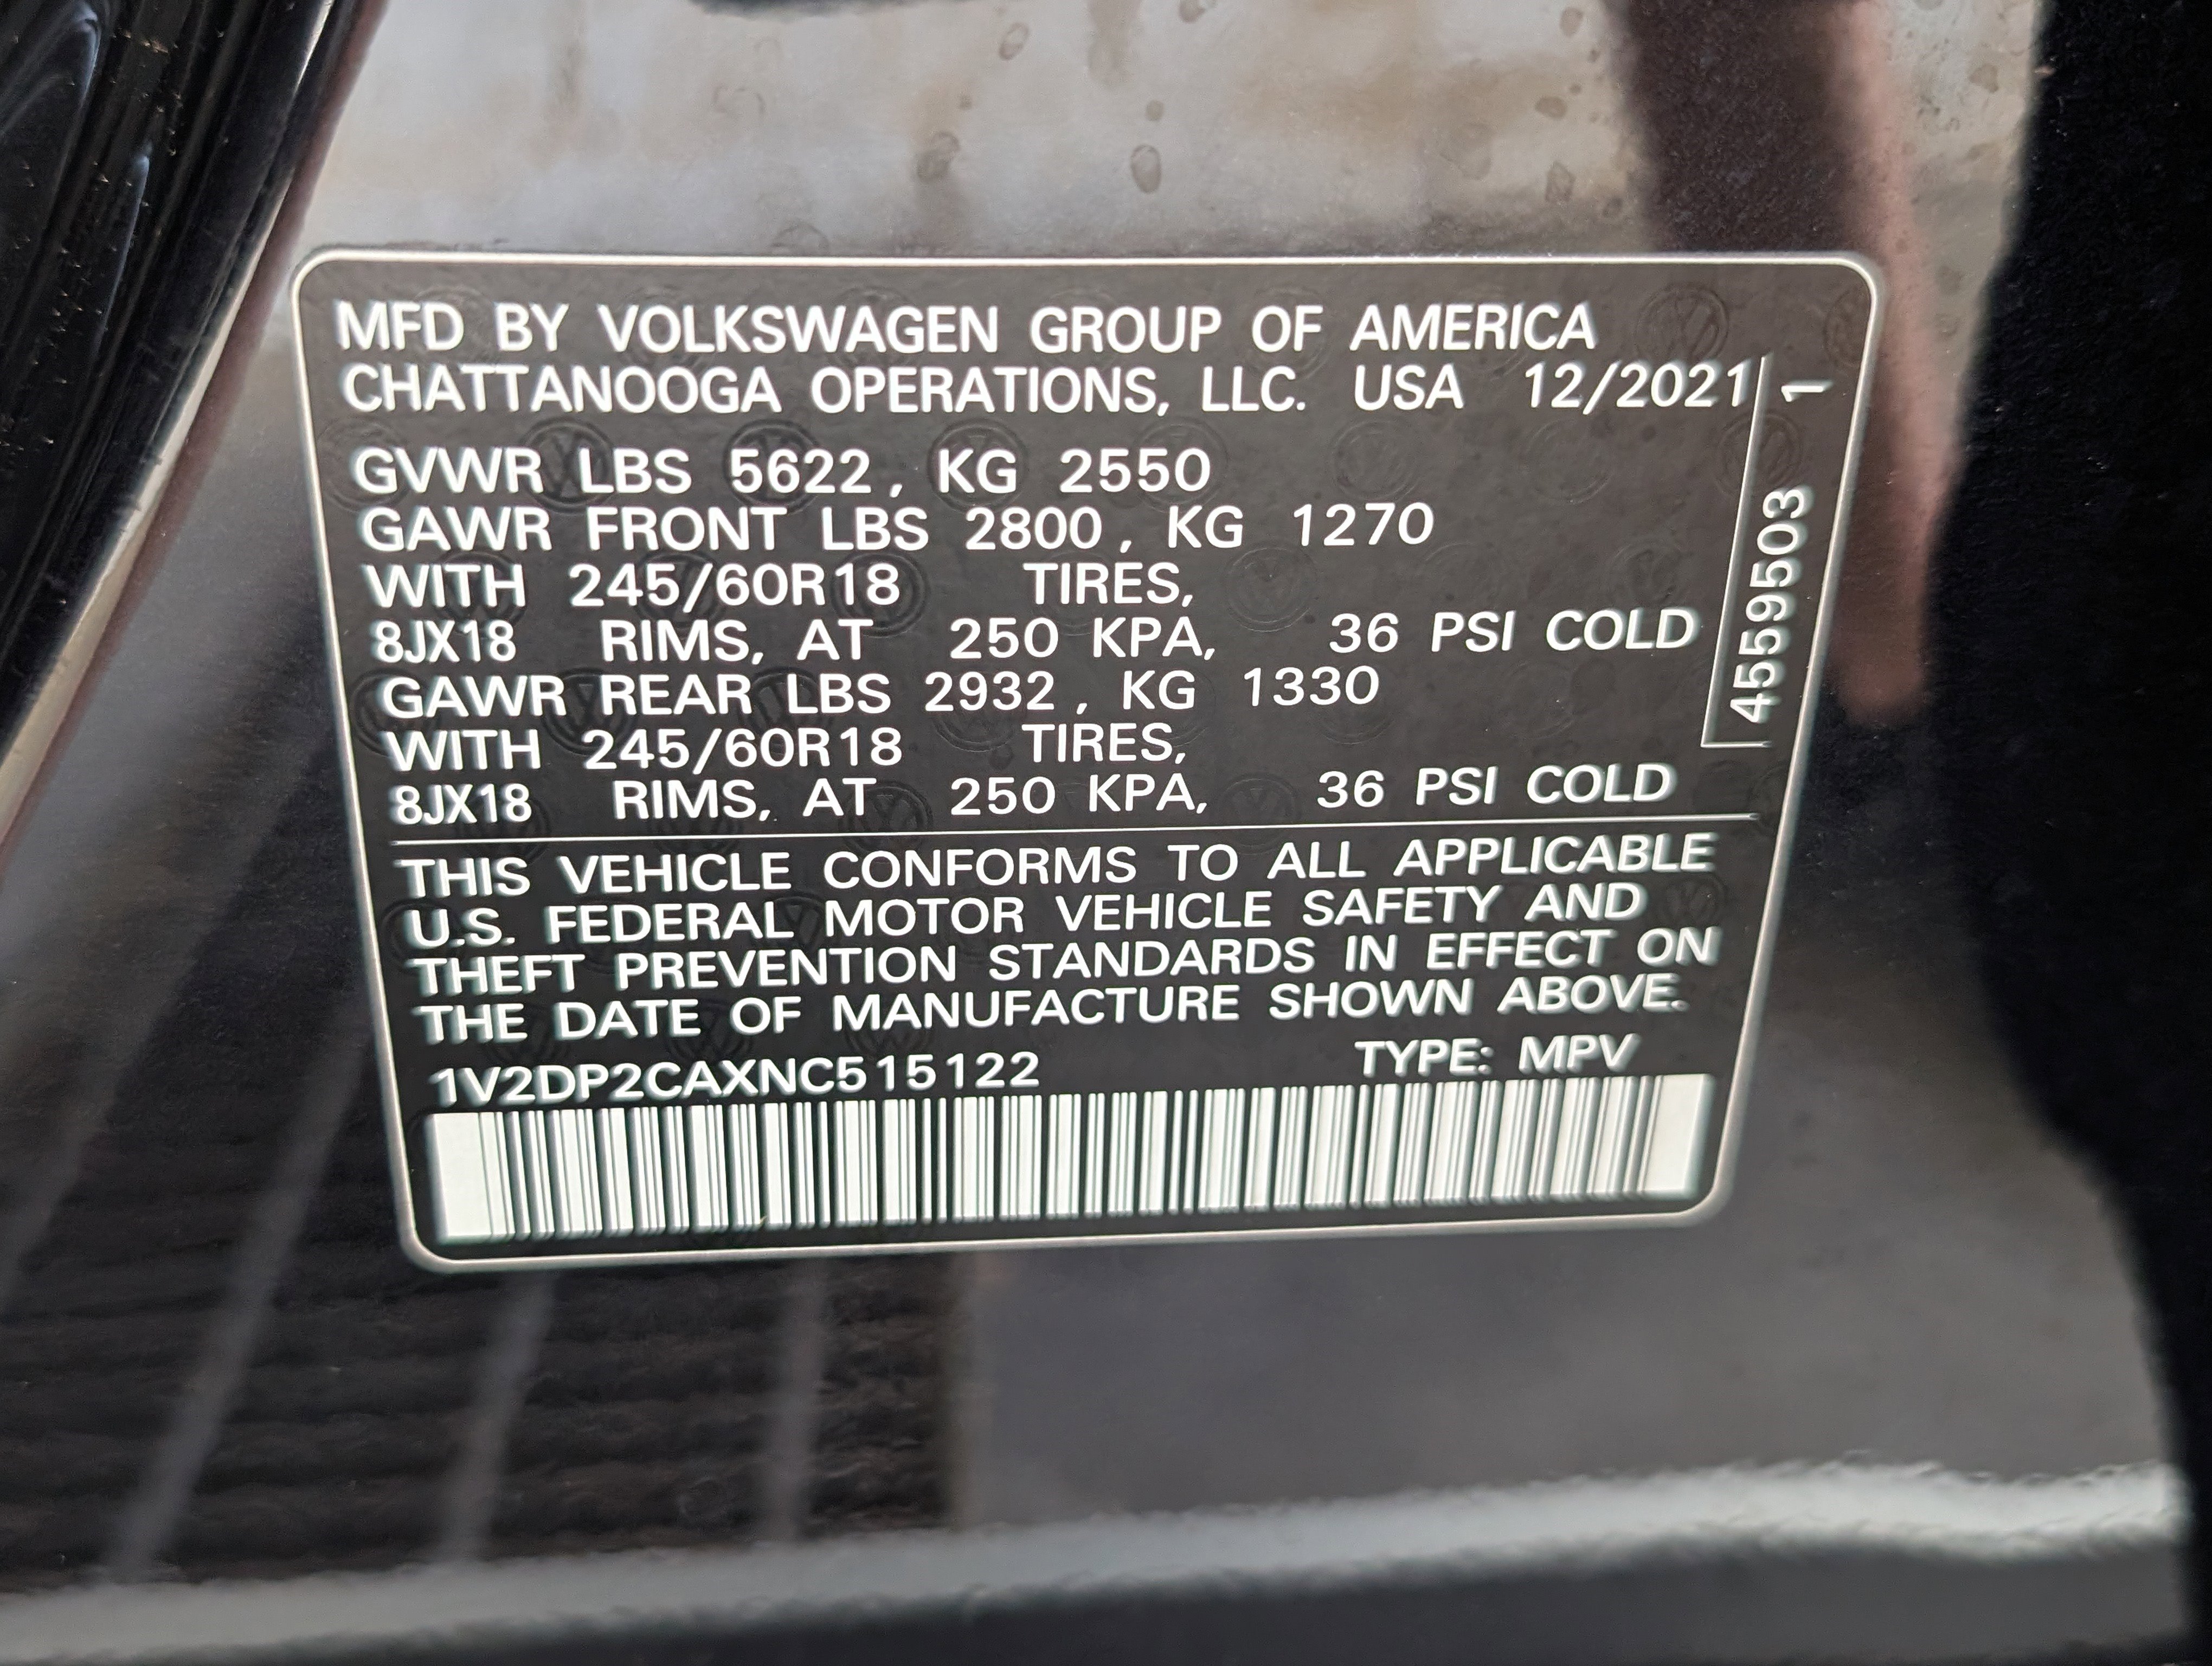 MFD BY VOLKSWAGEN GROUP OF AMERICA
CHATTANOOGA OPERATIONS, LLC. USA 12/2021
GVWR LBS 5622, KG 2550
GAWR FRONT LBS 2800, KG 1270
WITH 245/60R18 TIRES,
8JX18 RIMS, AT 250 KPA, 36 PSI COLD
GAWR REAR LBS 2932, KG 1330
WITH 245/60R18 TIRES,
8JX18 RIMS, AT 250 KPA, 36 PSI COLD
4559503 1
THIS VEHICLE CONFORMS TO ALL APPLICABLE
U.S. FEDERAL MOTOR VEHICLE SAFETY AND
THEFT PREVENTION STANDARDS IN EFFECT ON
THE DATE OF MANUFACTURE SHOWN ABOVE.
1V2DP2CAXNC515122 TYPE: MPV